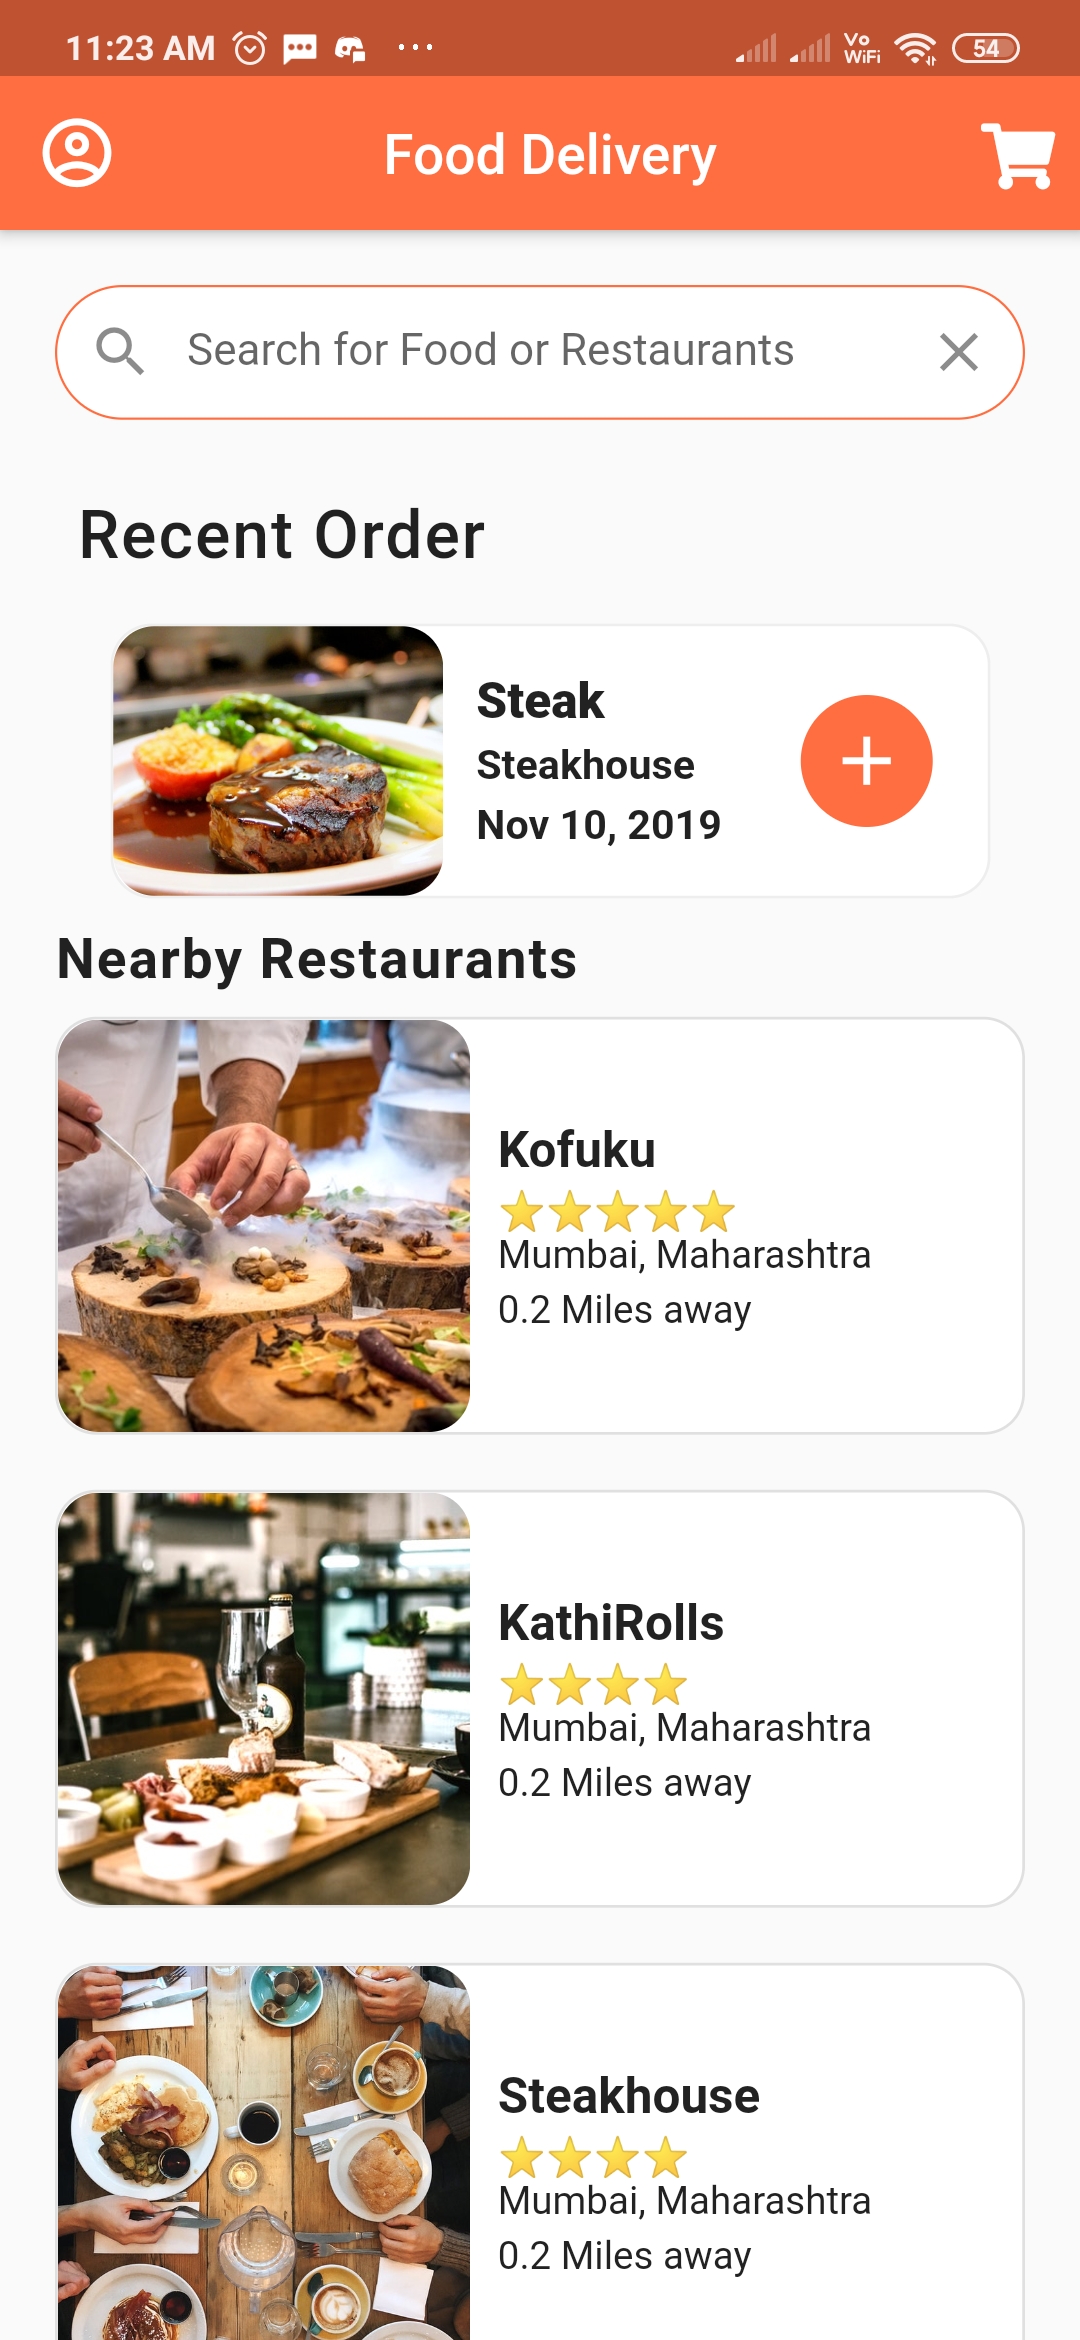 11:23 AM
Vo
WiFi
54
Food Delivery
Search for Food or Restaurants
Recent Order
Steak
Steakhouse
Nov 10, 2019
Nearby Restaurants
Kofuku
⭐⭐⭐⭐⭐
Mumbai, Maharashtra
0.2 Miles away
KathiRolls
⭐⭐⭐⭐
Mumbai, Maharashtra
0.2 Miles away
Steakhouse
⭐⭐⭐⭐
Mumbai, Maharashtra
0.2 Miles away